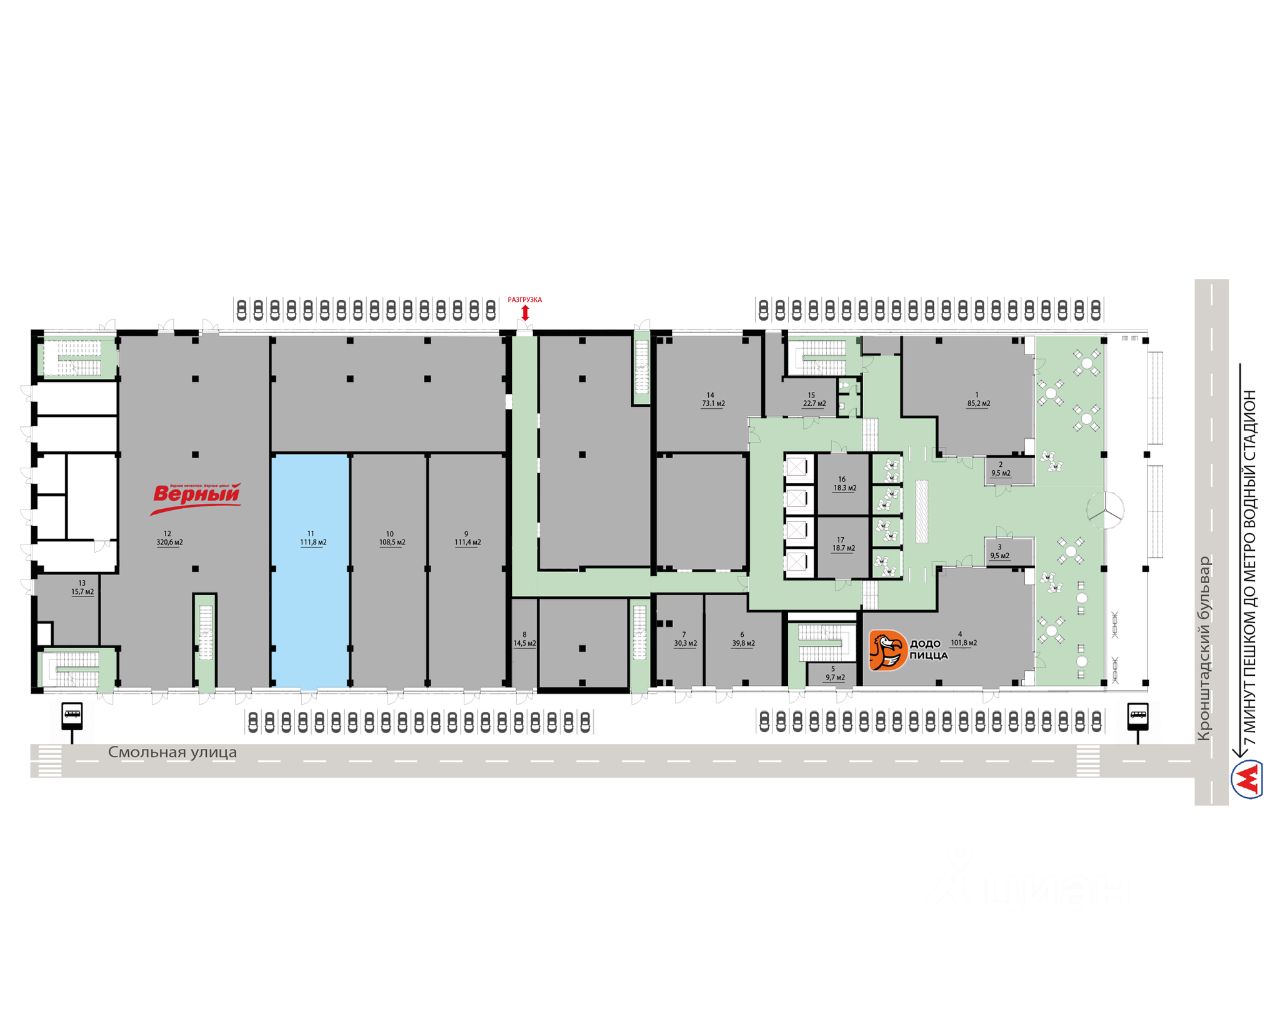 РАЗГРУЗКА
14
73.1 м2
15
22,7 м2
1
85,2 м2
2
9,5 м2
16
18.3 м2
Верный
12
320,6 м2
11
111,8 м2
10
108,5 м2
9
111,4 м2
17
18.7 м2
3
9,5 м2
13
15,7 м2
8
14,5 м2
7
30,3 м2
6
39,8 м2
5
9,7 м2
ДОДО
ПИЦЦА
4
101,8 м2
Смольная улица
Кронштадский бульвар
7 МИНУТ ПЕШКОМ ДО МЕТРО ВОДНЫЙ СТАДИОН
М